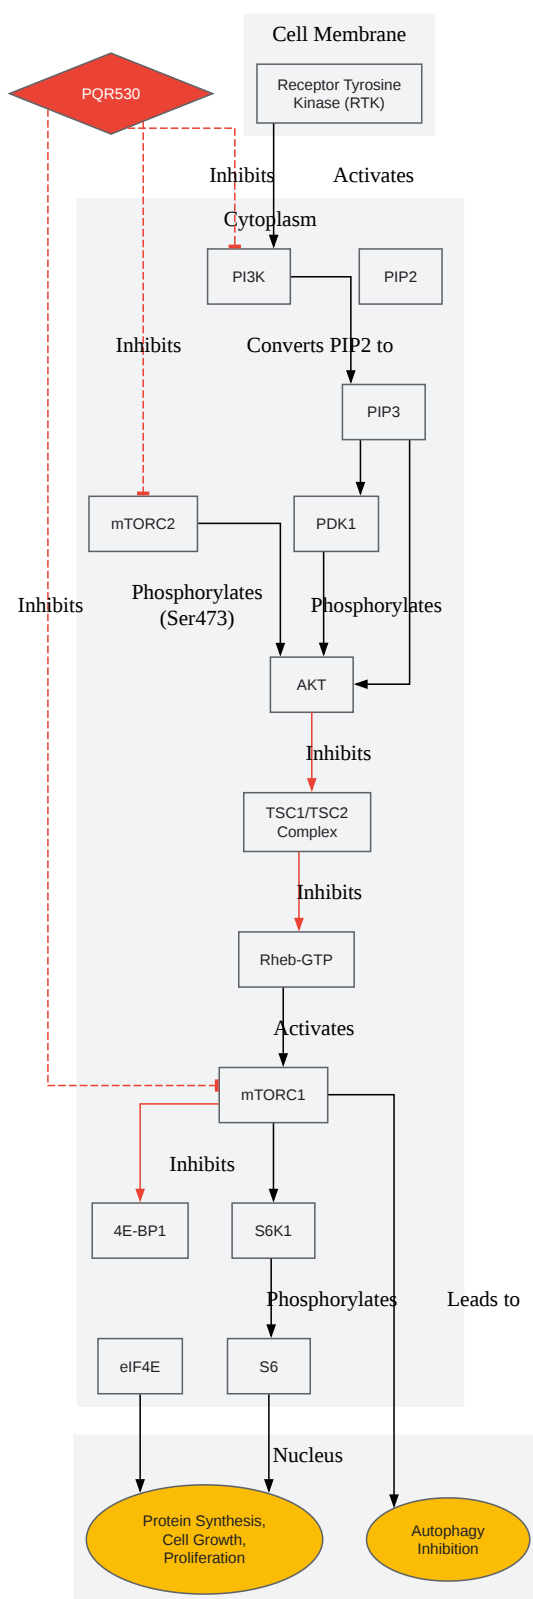 Cell Membrane
PQR530
Receptor Tyrosine
Kinase (RTK)
Inhibits
Activates
Cytoplasm
PI3K
PIP2
Inhibits
Converts PIP2 to
PIP3
mTORC2
PDK1
Phosphorylates
(Ser473)
Inhibits
Phosphorylates
AKT
Inhibits
TSC1/TSC2
Complex
Inhibits
Rheb-GTP
Activates
mTORC1
Inhibits
4E-BP1
S6K1
Phosphorylates
Leads to
eIF4E
S6
Nucleus
Protein Synthesis,
Cell Growth,
Proliferation
Autophagy
Inhibition